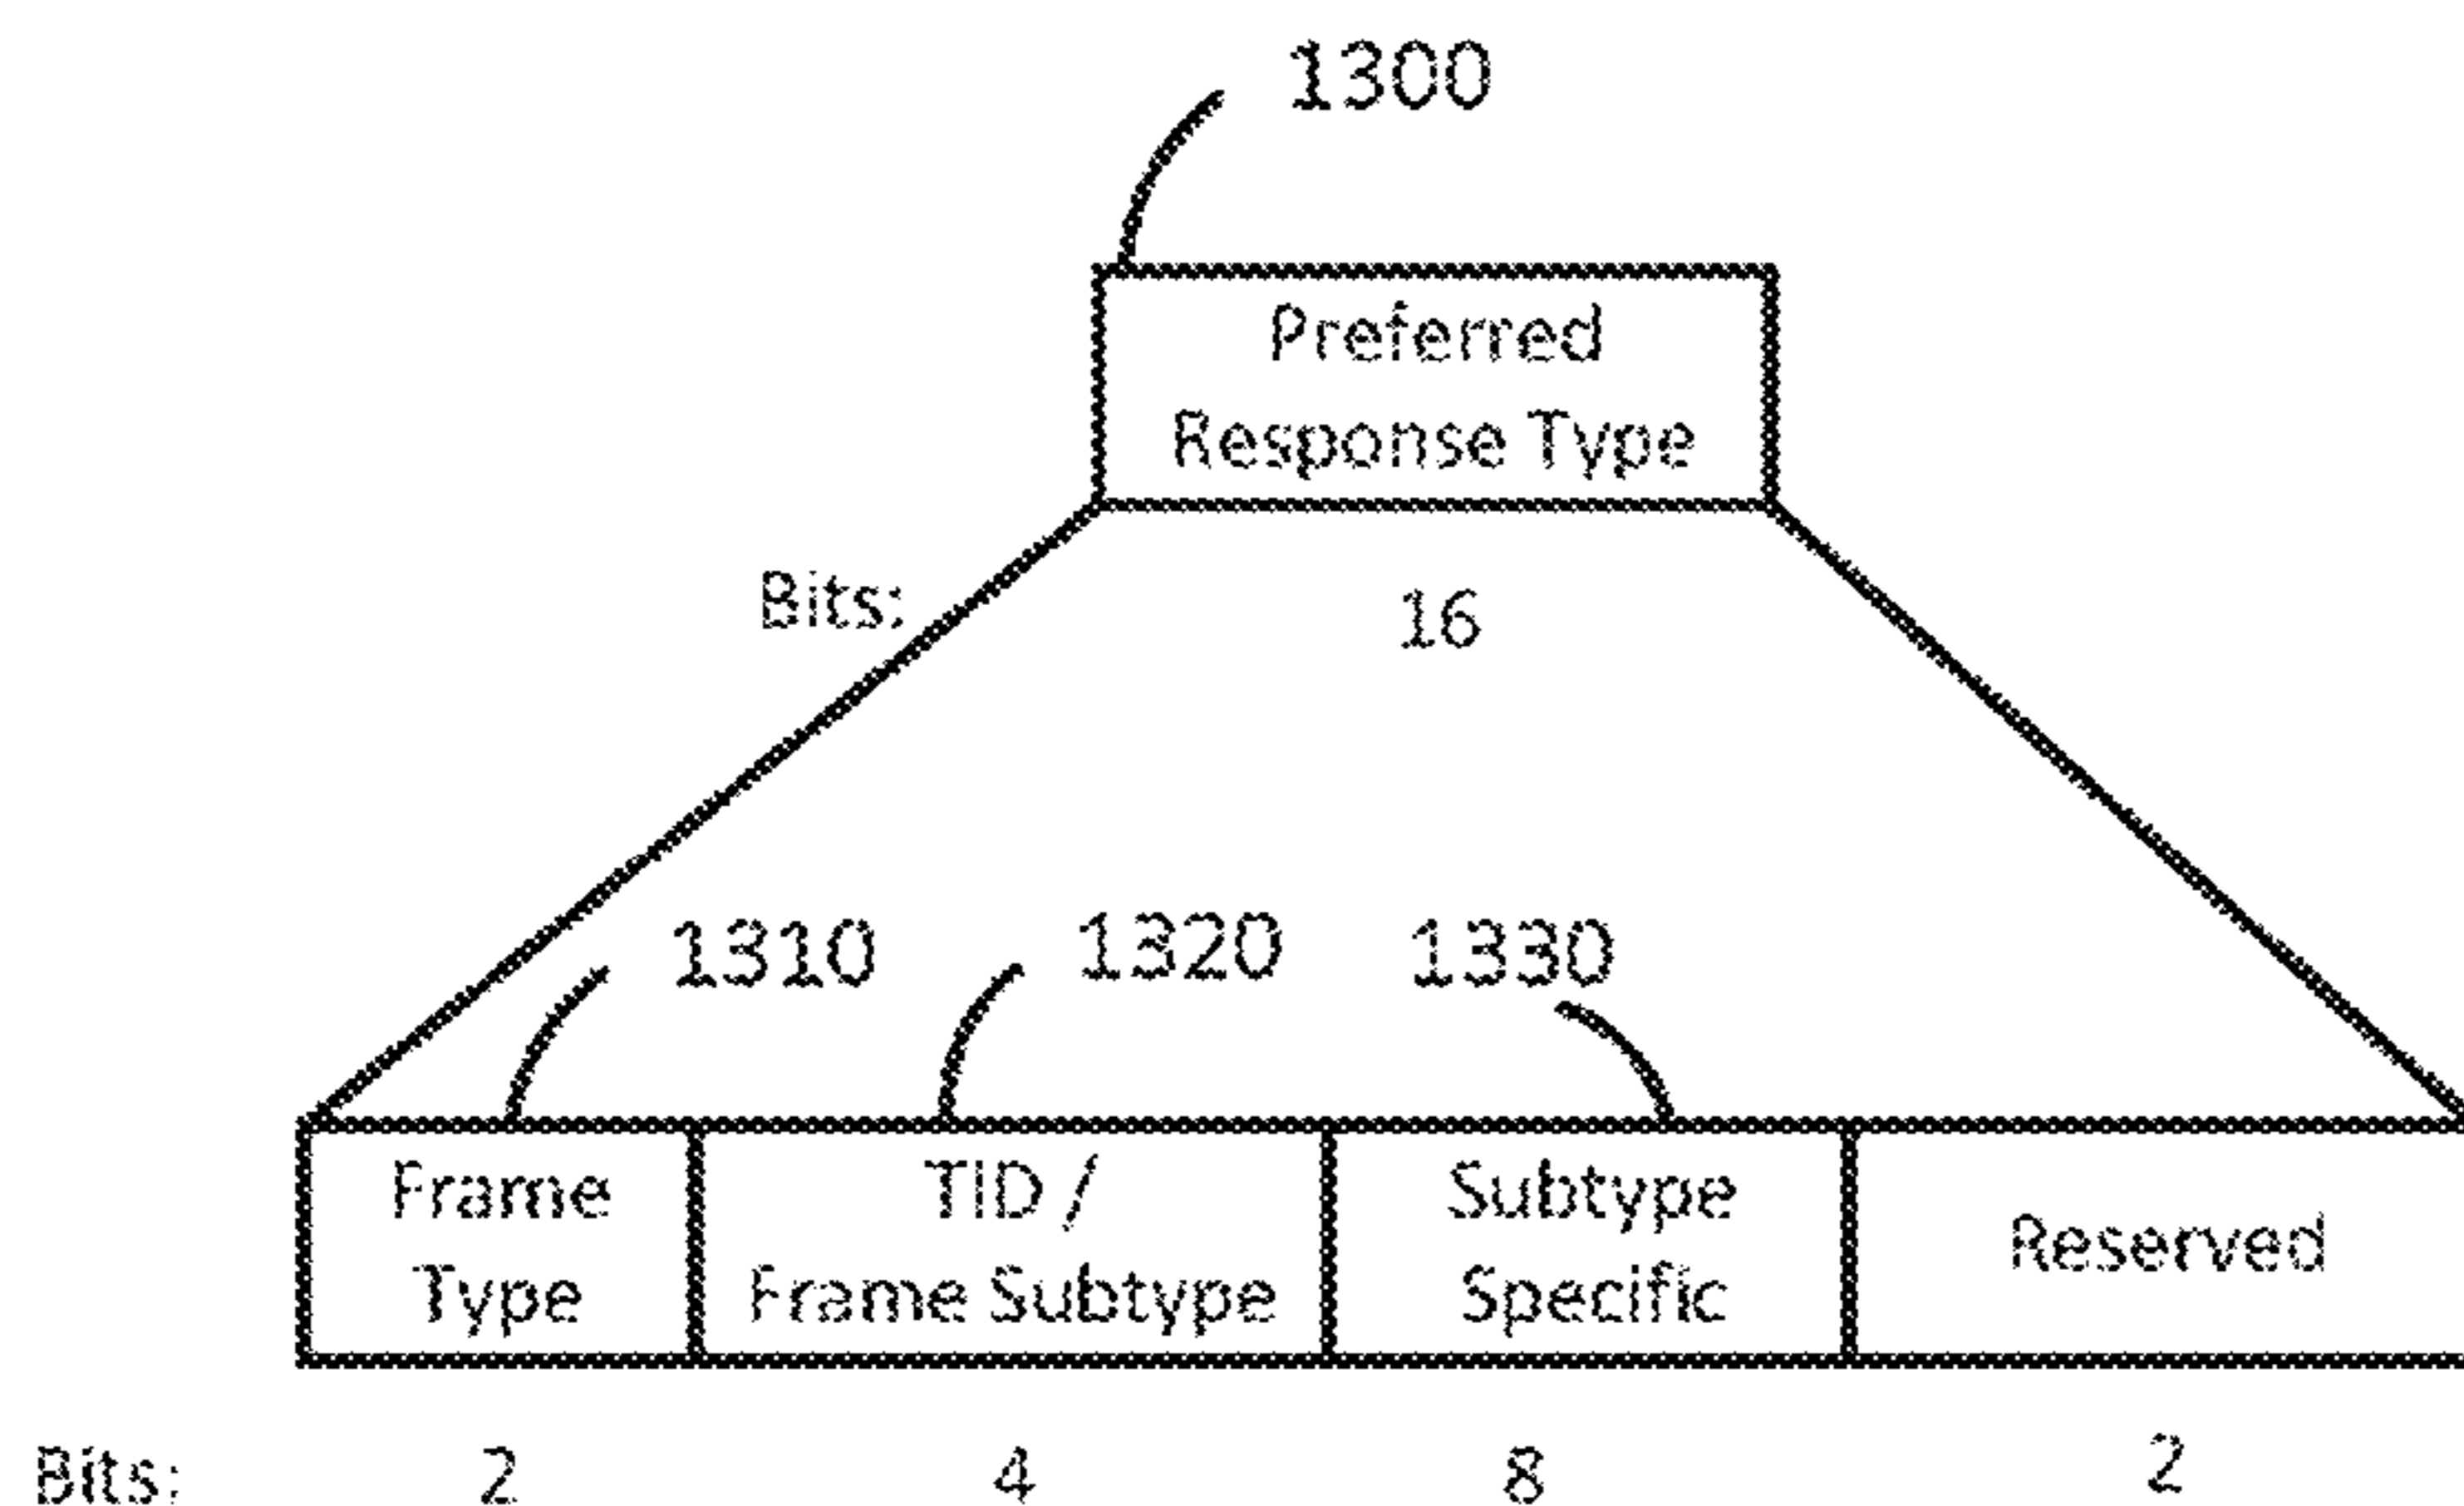 1300
Preferred
Response Type
Bits:
16
1310
1320
1330
Frame
Type
TID /
Frame Subtype
Subtype
Specific
Reserved
Bits:
2
4
8
2